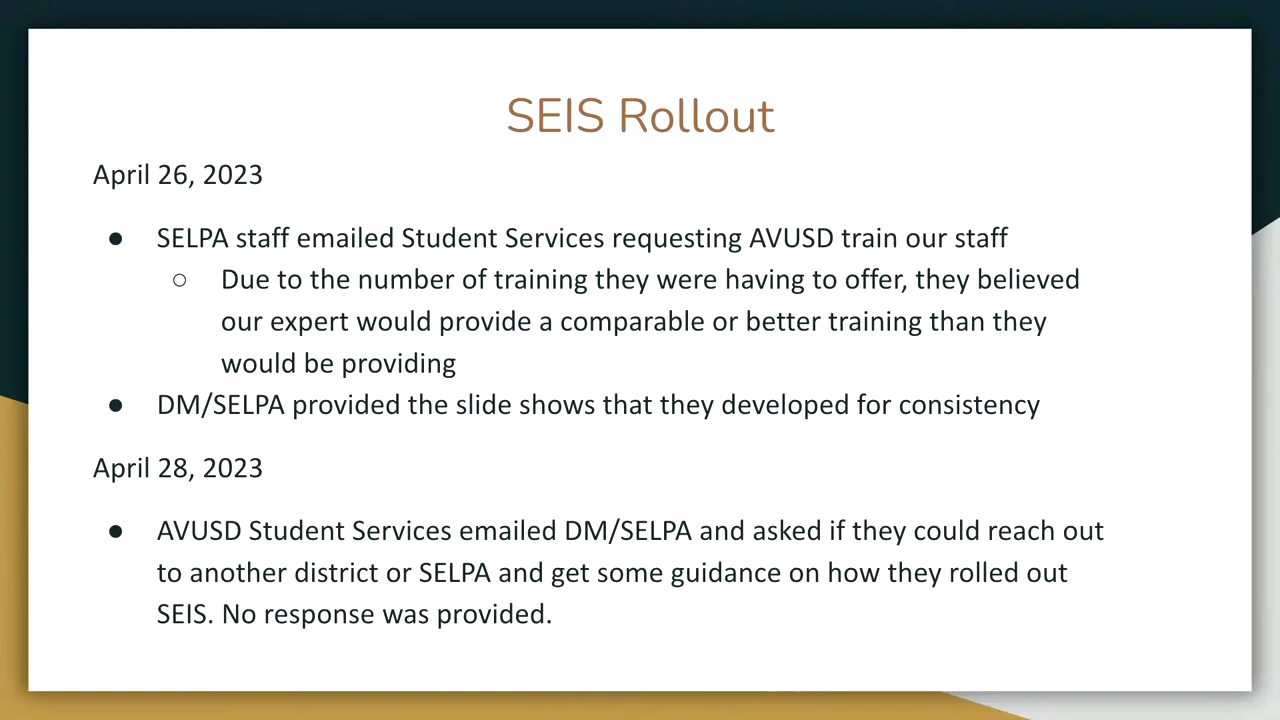 SEIS Rollout
April 26, 2023
● SELPA staff emailed Student Services requesting AVUSD train our staff
○ Due to the number of training they were having to offer, they believed
our expert would provide a comparable or better training than they
would be providing
● DM/SELPA provided the slide shows that they developed for consistency
April 28, 2023
● AVUSD Student Services emailed DM/SELPA and asked if they could reach out
to another district or SELPA and get some guidance on how they rolled out
SEIS. No response was provided.